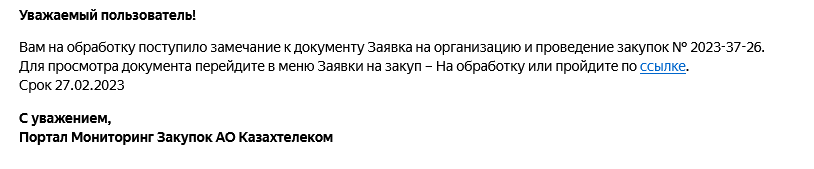 Уважаемый пользователь!
Вам на обработку поступило замечание к документу Заявка на организацию и проведение закупок № 2023-37-26.
Для просмотра документа перейдите в меню Заявки на закуп – На обработку или пройдите по ссылке.
Срок 27.02.2023
С уважением,
Портал Мониторинг Закупок АО Казахтелеком